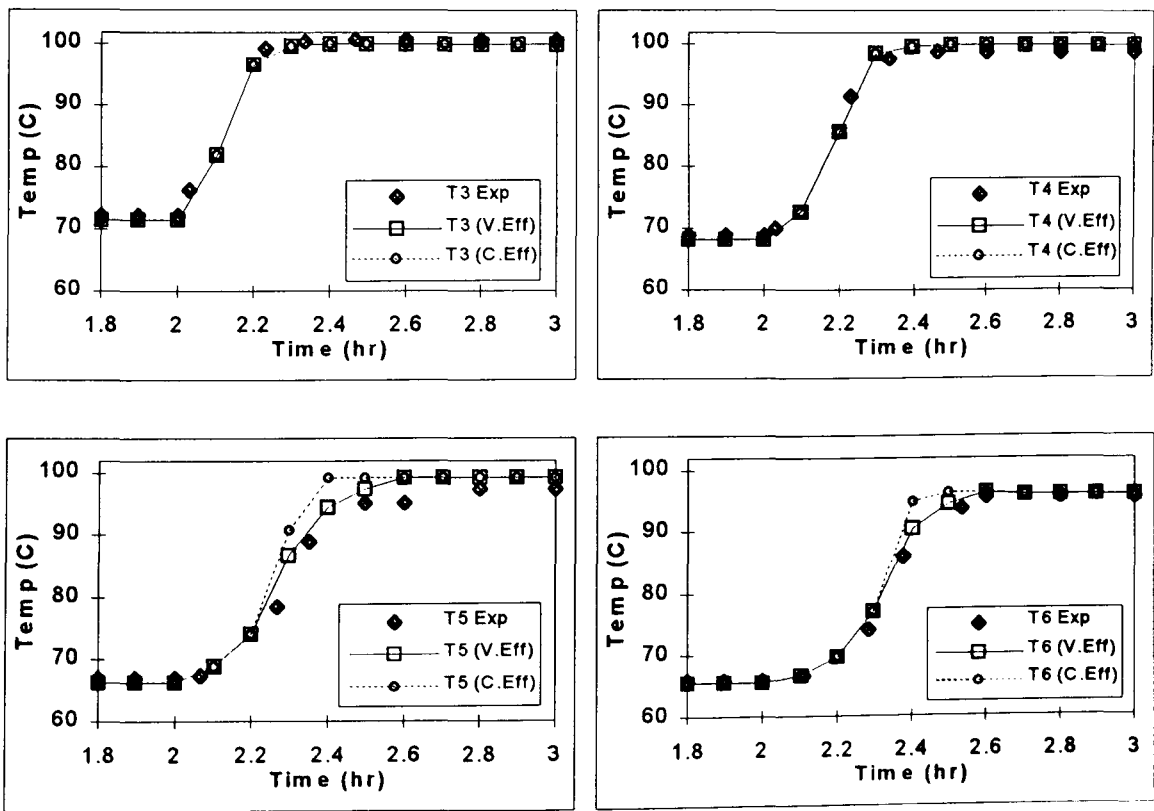 Temp (C)
100
90
80
70
60
T3 Exp
T3 (V.Eff)
T3 (C.Eff)
1.8 2 2.2 2.4 2.6 2.8 3
Time (hr)
Temp (C)
100
90
80
70
60
T4 Exp
T4 (V.Eff)
T4 (C.Eff)
1.8 2 2.2 2.4 2.6 2.8 3
Time (hr)
Temp (C)
100
90
80
70
60
T5 Exp
T5 (V.Eff)
T5 (C.Eff)
1.8 2 2.2 2.4 2.6 2.8 3
Time (hr)
Temp (C)
100
90
80
70
60
T6 Exp
T6 (V.Eff)
T6 (C.Eff)
1.8 2 2.2 2.4 2.6 2.8 3
Time (hr)